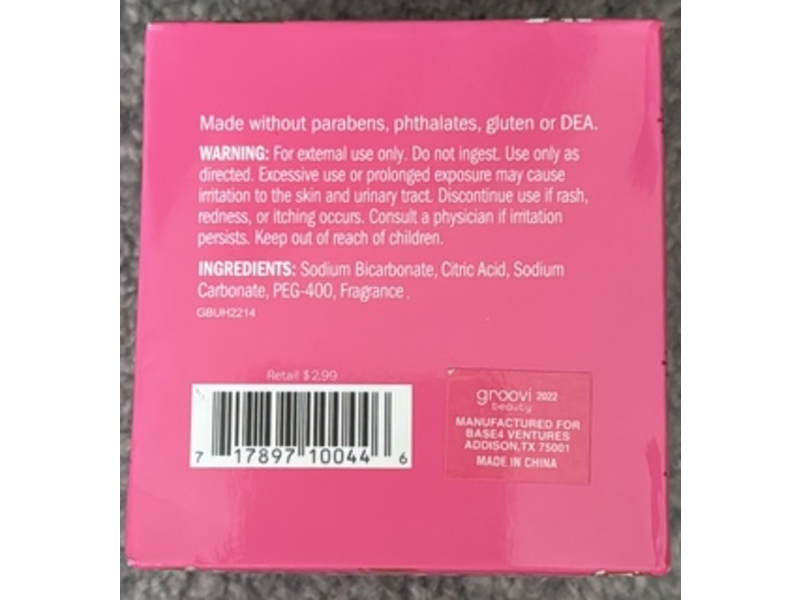 Made without parabens, phthalates, gluten or DEA.
WARNING: For external use only. Do not ingest. Use only as
directed. Excessive use or prolonged exposure may cause
irritation to the skin and urinary tract. Discontinue use if rash,
redness, or itching occurs. Consult a physician if irritation
persists. Keep out of reach of children.
INGREDIENTS: Sodium Bicarbonate, Citric Acid, Sodium
Carbonate, PEG-400, Fragrance.
GBUH2214
Retail $2.99
7 17897 10044 6
groovi 2022
beauty
MANUFACTURED FOR
BASE4 VENTURES
ADDISON,TX 75001
MADE IN CHINA